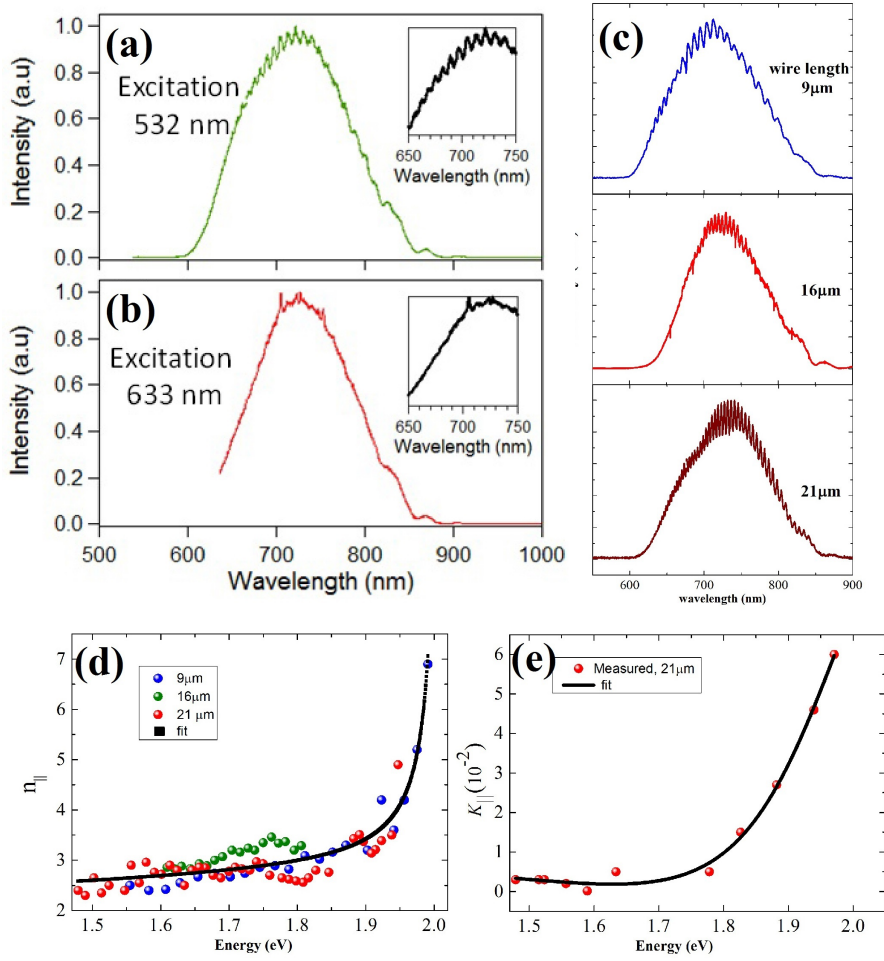 (a)
Excitation
532 nm
Intensity (a.u)
1.0
0.8
0.6
0.4
0.2
0.0
650 700 750
Wavelength (nm)
(b)
Excitation
633 nm
Intensity (a.u)
1.0
0.8
0.6
0.4
0.2
0.0
650 700 750
Wavelength (nm)
500 600 700 800 900 1000
Wavelength (nm)
(c)
wire length
9μm
16μm
21μm
600 700 800 900
wavelength (nm)
(d)
9μm
16μm
21 μm
fit
n||
7
6
5
4
3
2
1.5 1.6 1.7 1.8 1.9 2.0
Energy (eV)
(e)
Measured, 21μm
fit
K||(10-2)
6
5
4
3
2
1
0
1.5 1.6 1.7 1.8 1.9 2.0
Energy (eV)